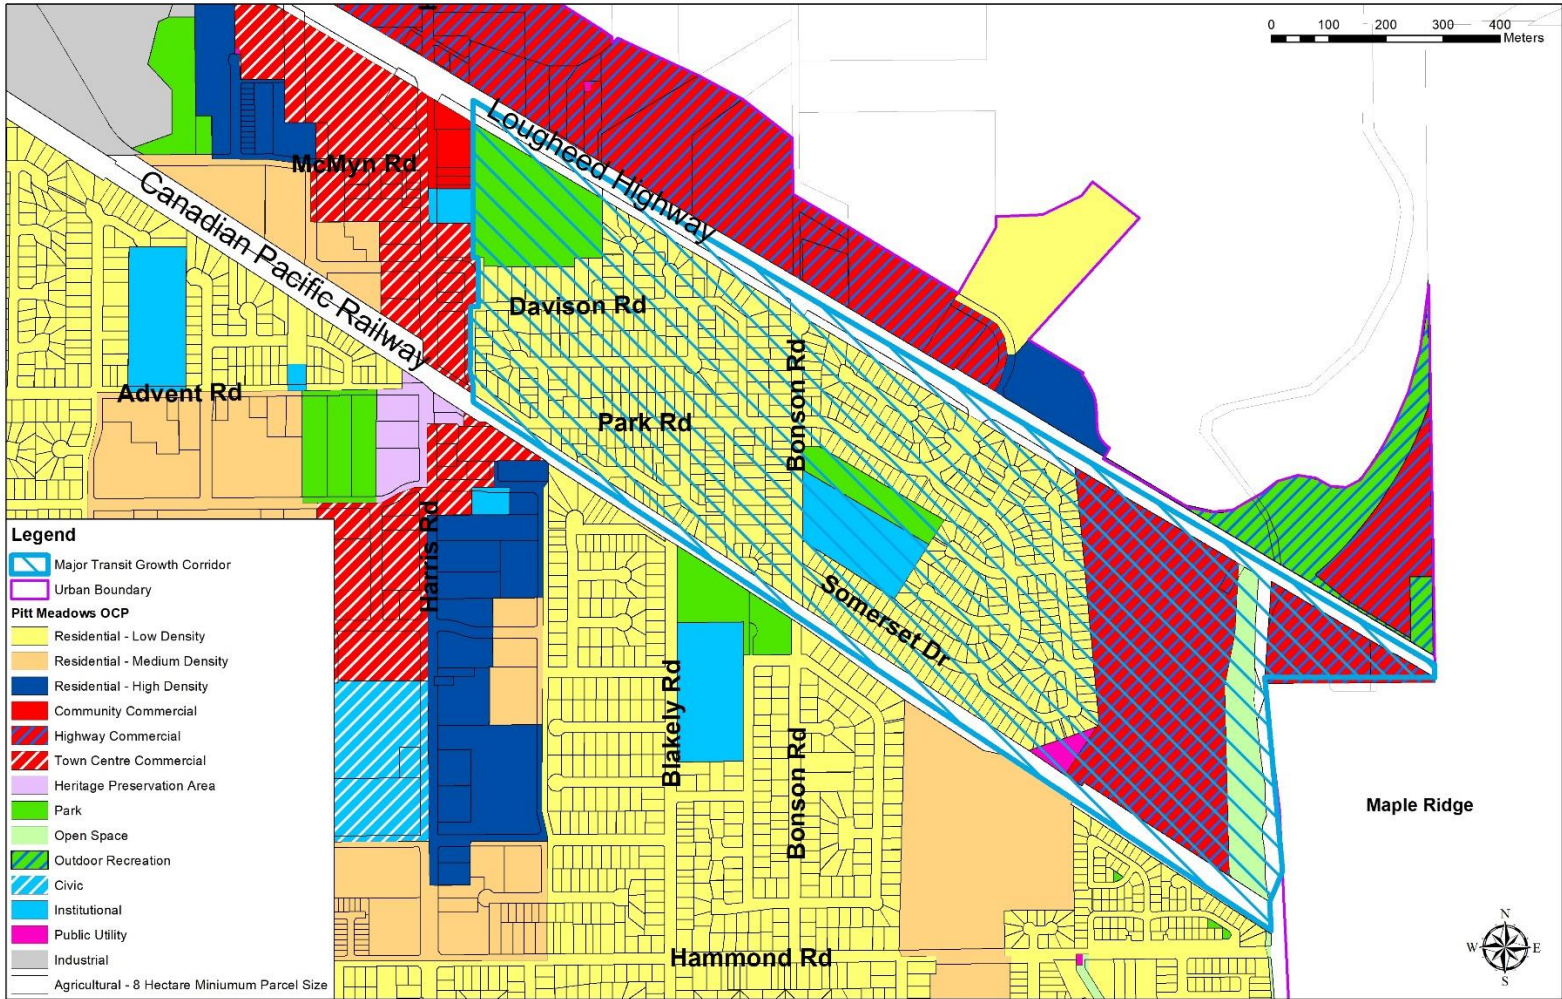 0 100 200 300 400
Meters
Lougheed Highway
McMyn Rd
Canadian Pacific Railway
Davison Rd
Advent Rd
Park Rd
Bonson Rd
Harris Rd
Somerset Dr
Blakely Rd
Bonson Rd
Maple Ridge
Hammond Rd
Legend
Major Transit Growth Corridor
Urban Boundary
Pitt Meadows OCP
Residential - Low Density
Residential - Medium Density
Residential - High Density
Community Commercial
Highway Commercial
Town Centre Commercial
Heritage Preservation Area
Park
Open Space
Outdoor Recreation
Civic
Institutional
Public Utility
Industrial
Agricultural - 8 Hectare Miniumum Parcel Size
N
W E
S